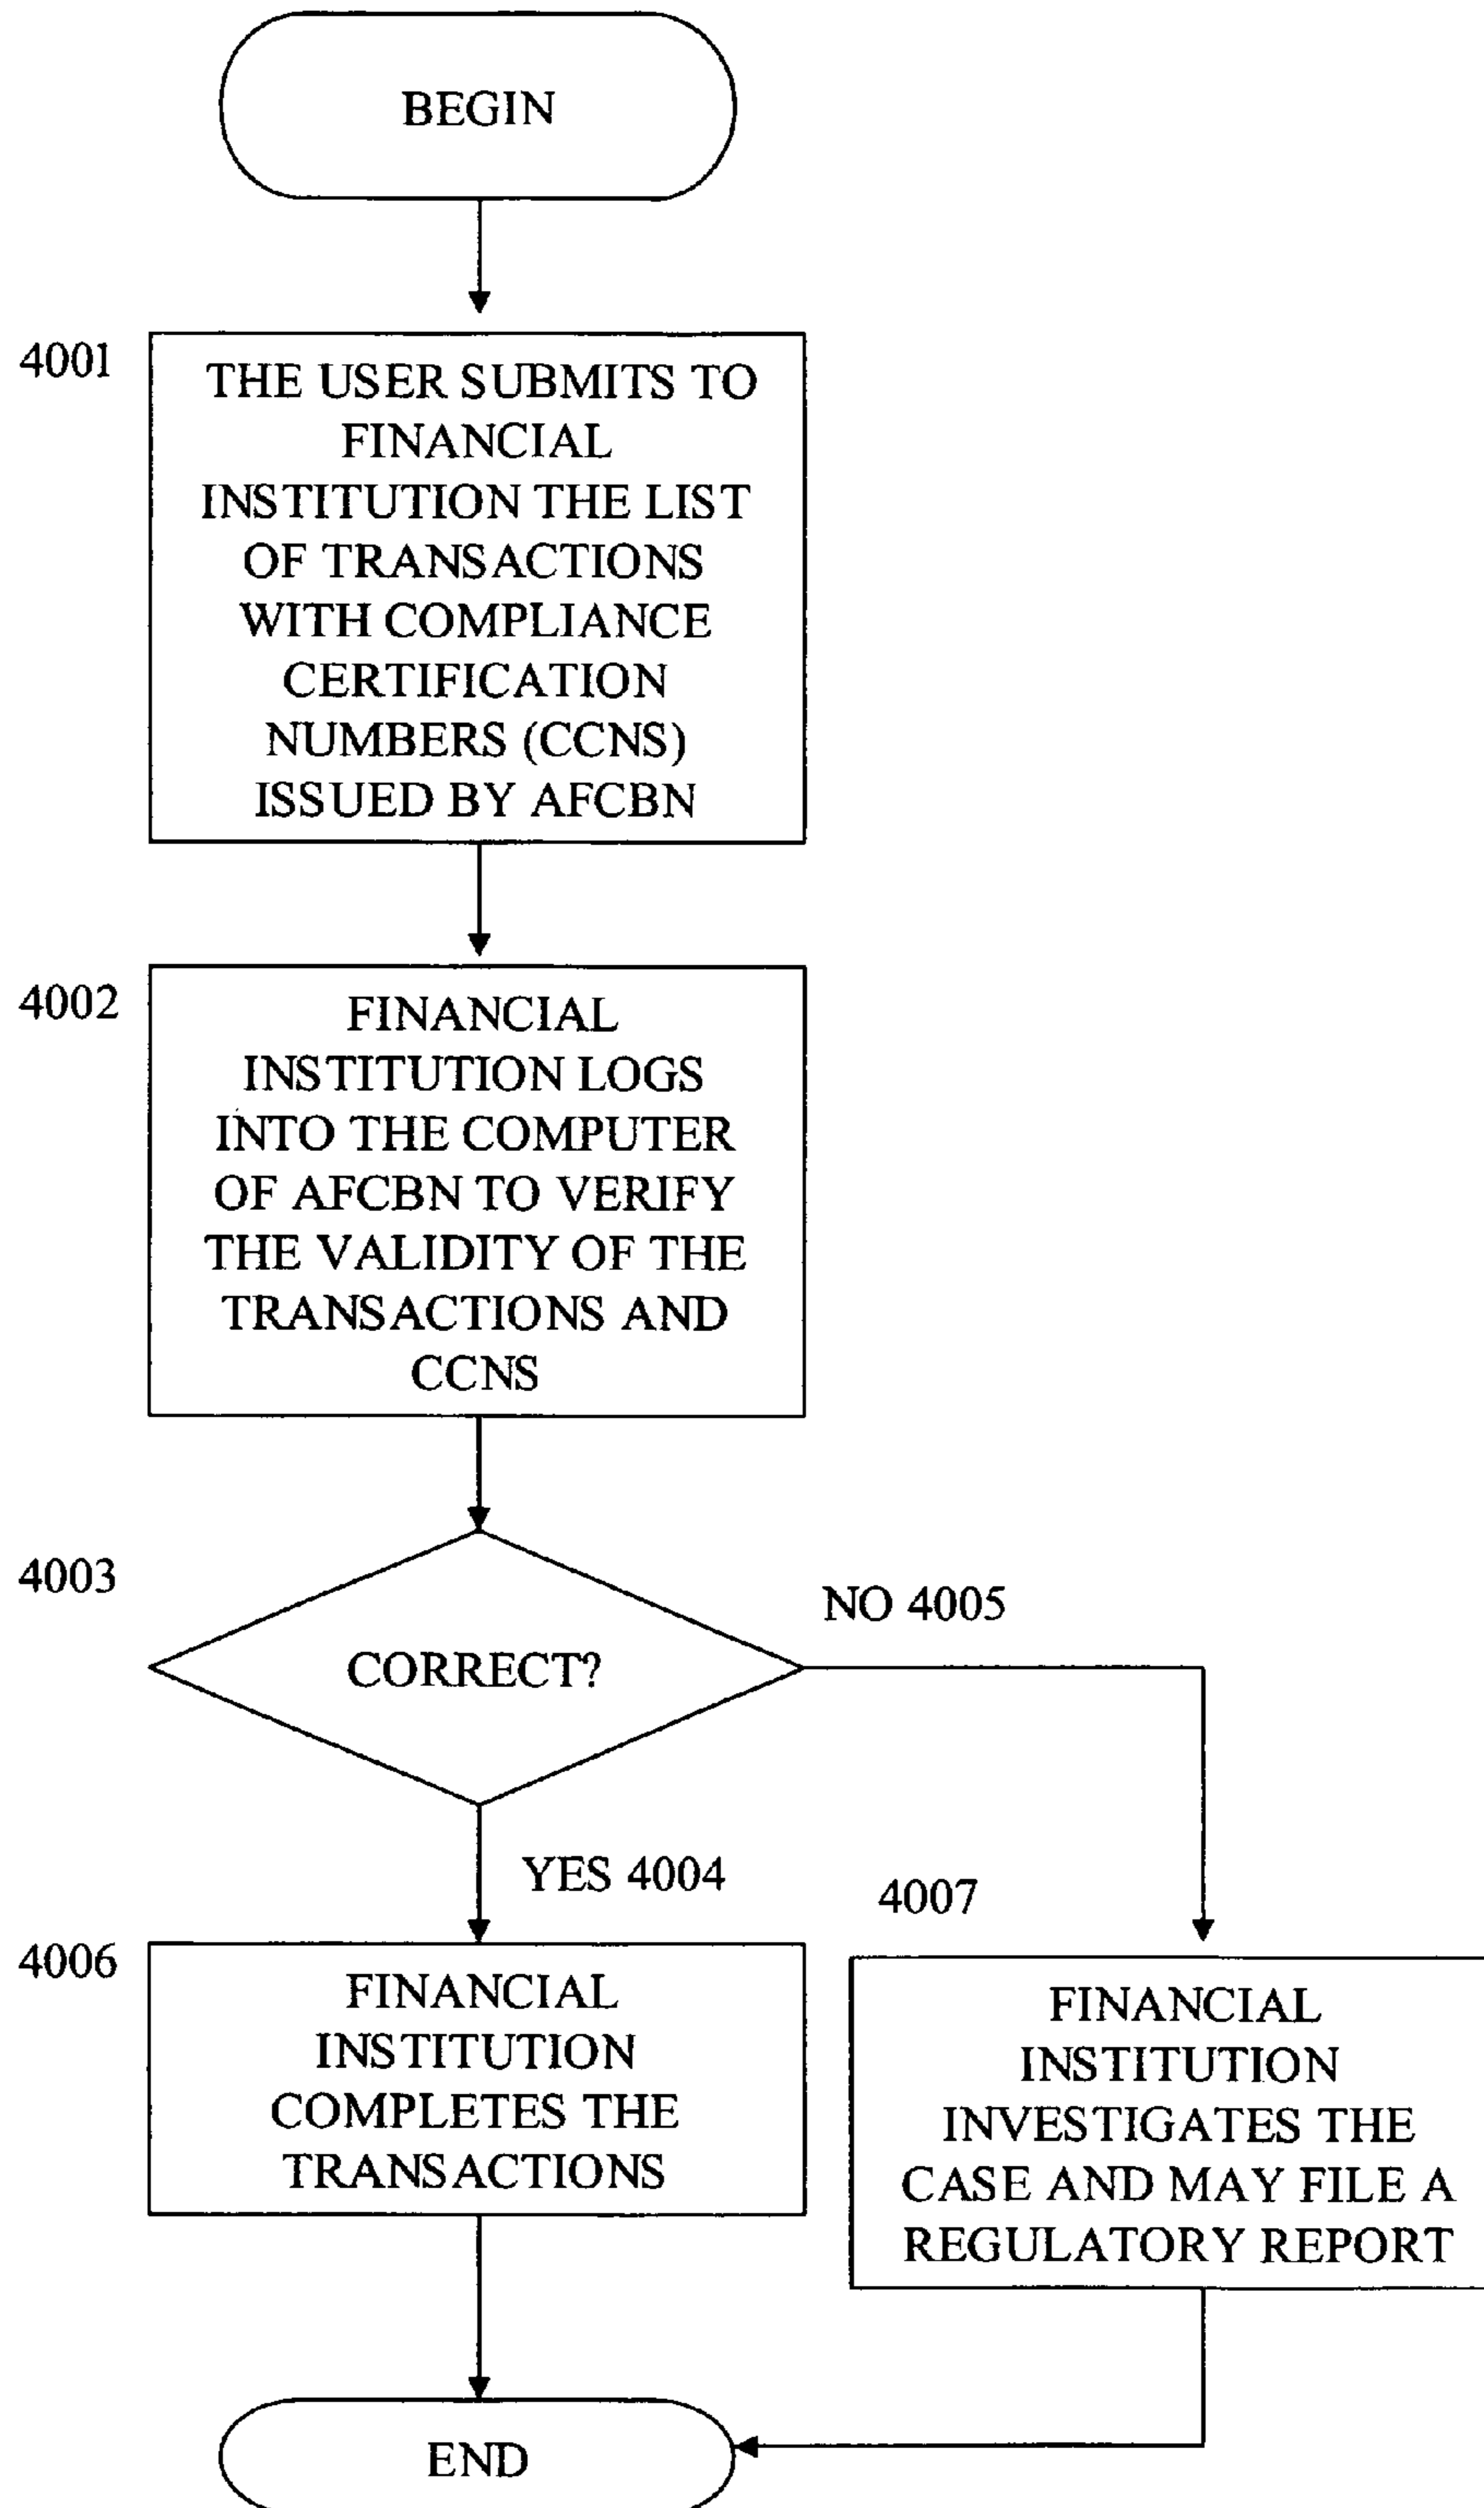 BEGIN
4001
THE USER SUBMITS TO
FINANCIAL
INSTITUTION THE LIST
OF TRANSACTIONS
WITH COMPLIANCE
CERTIFICATION
NUMBERS (CCNS)
ISSUED BY AFCBN
4002
FINANCIAL
INSTITUTION LOGS
INTO THE COMPUTER
OF AFCBN TO VERIFY
THE VALIDITY OF THE
TRANSACTIONS AND
CCNS
4003
CORRECT?
NO 4005
YES 4004
4006
FINANCIAL
INSTITUTION
COMPLETES THE
TRANSACTIONS
4007
FINANCIAL
INSTITUTION
INVESTIGATES THE
CASE AND MAY FILE A
REGULATORY REPORT
END